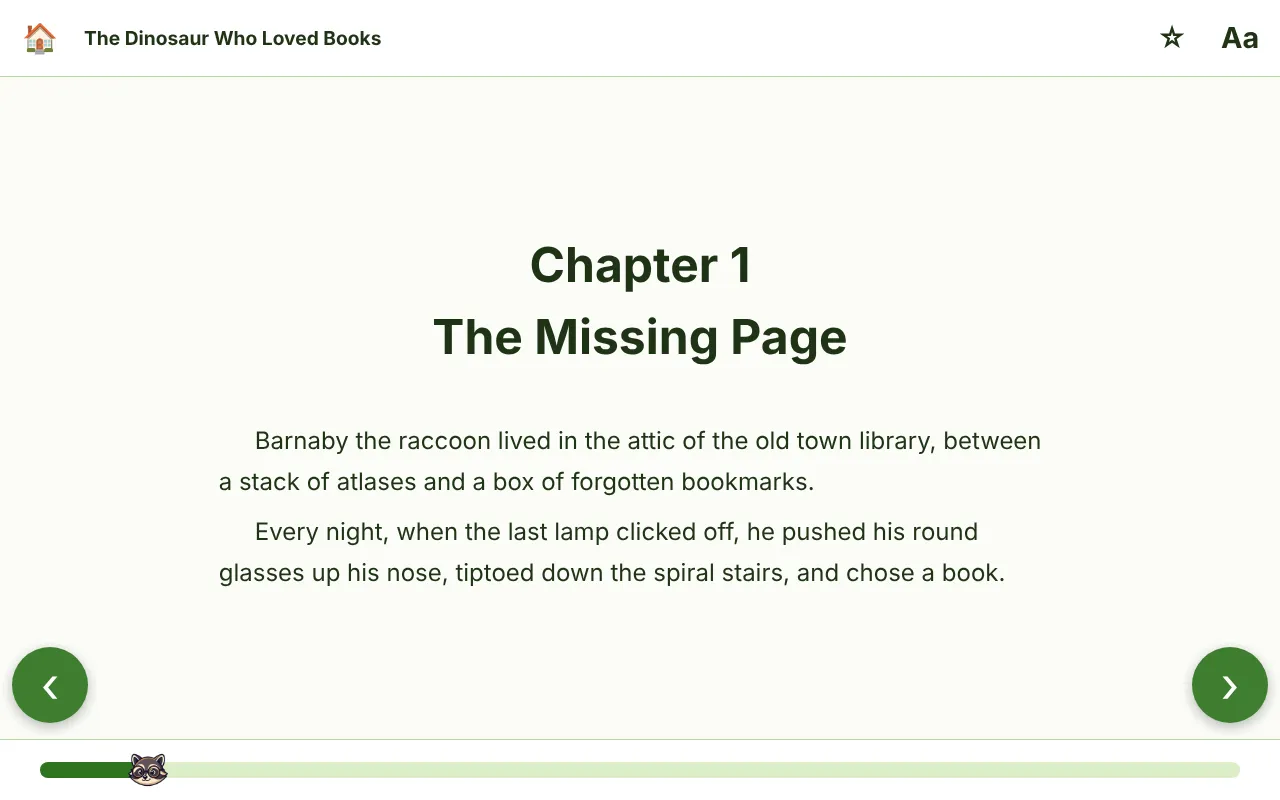 The Dinosaur Who Loved Books
Aa
Chapter 1
The Missing Page
Barnaby the raccoon lived in the attic of the old town library, between
a stack of atlases and a box of forgotten bookmarks.
Every night, when the last lamp clicked off, he pushed his round
glasses up his nose, tiptoed down the spiral stairs, and chose a book.